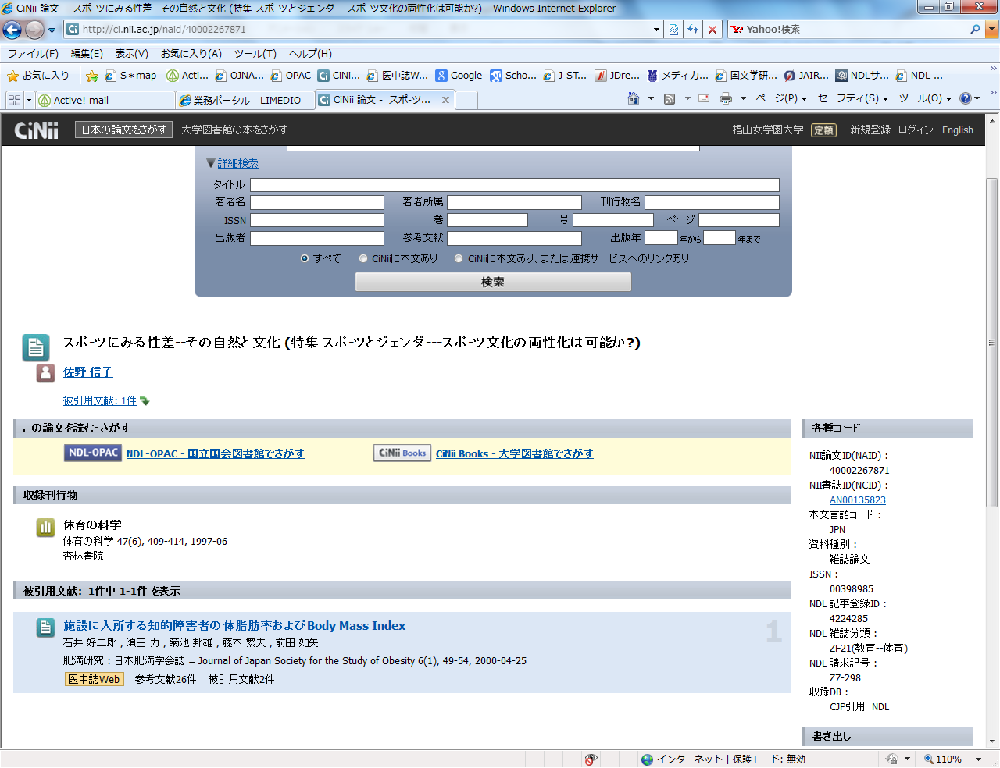 CiNii 論文 -  スポーツにみる性差--その自然と文化 (特集 スポーツとジェンダ---スポーツ文化の両性化は可能か?) - Windows Internet Explorer
http://ci.nii.ac.jp/naid/40002267871
Yahoo!検索
ファイル(F) 編集(E) 表示(V) お気に入り(A) ツール(T) ヘルプ(H)
お気に入り S*map Acti... OJNA... OPAC CiNi... 医中誌W... Google Scho... J-ST... JDre... メディカ... 国文学研... JAIR... NDLサ... NDL-...
Active! mail 業務ポータル - LIMEDIO CiNii 論文 -  スポーツ... ページ(P) セーフティ(S) ツール(O)
CiNii 日本の論文をさがす 大学図書館の本をさがす 椙山女学園大学 定額 新規登録 ログイン English
詳細検索
タイトル
著者名 著者所属 刊行物名
ISSN 巻 号 ページ
出版者 参考文献 出版年 年から 年まで
すべて CiNiiに本文あり CiNiiに本文あり、または連携サービスへのリンクあり
検索
スポーツにみる性差--その自然と文化 (特集 スポーツとジェンダ---スポーツ文化の両性化は可能か?)
佐野 信子
被引用文献: 1件
この論文を読む・さがす
NDL-OPAC NDL-OPAC - 国立国会図書館でさがす CiNii Books CiNii Books - 大学図書館でさがす
収録刊行物
体育の科学
体育の科学 47(6), 409-414, 1997-06
杏林書院
被引用文献: 1件中 1-1件 を表示
施設に入所する知的障害者の体脂肪率およびBody Mass Index
1
石井 好二郎 , 須田 力 , 菊池 邦雄 , 藤本 繁夫 , 前田 如矢
肥満研究 : 日本肥満学会誌 = Journal of Japan Society for the Study of Obesity 6(1), 49-54, 2000-04-25
医中誌Web 参考文献26件 被引用文献2件
各種コード
NII論文ID(NAID) :
40002267871
NII書誌ID(NCID) :
AN00135823
本文言語コード :
JPN
資料種別 :
雑誌論文
ISSN :
00398985
NDL 記事登録ID :
4224285
NDL 雑誌分類 :
ZF21(教育--体育)
NDL 請求記号 :
Z7-298
収録DB :
CJP引用 NDL
書き出し
インターネット | 保護モード: 無効
110%